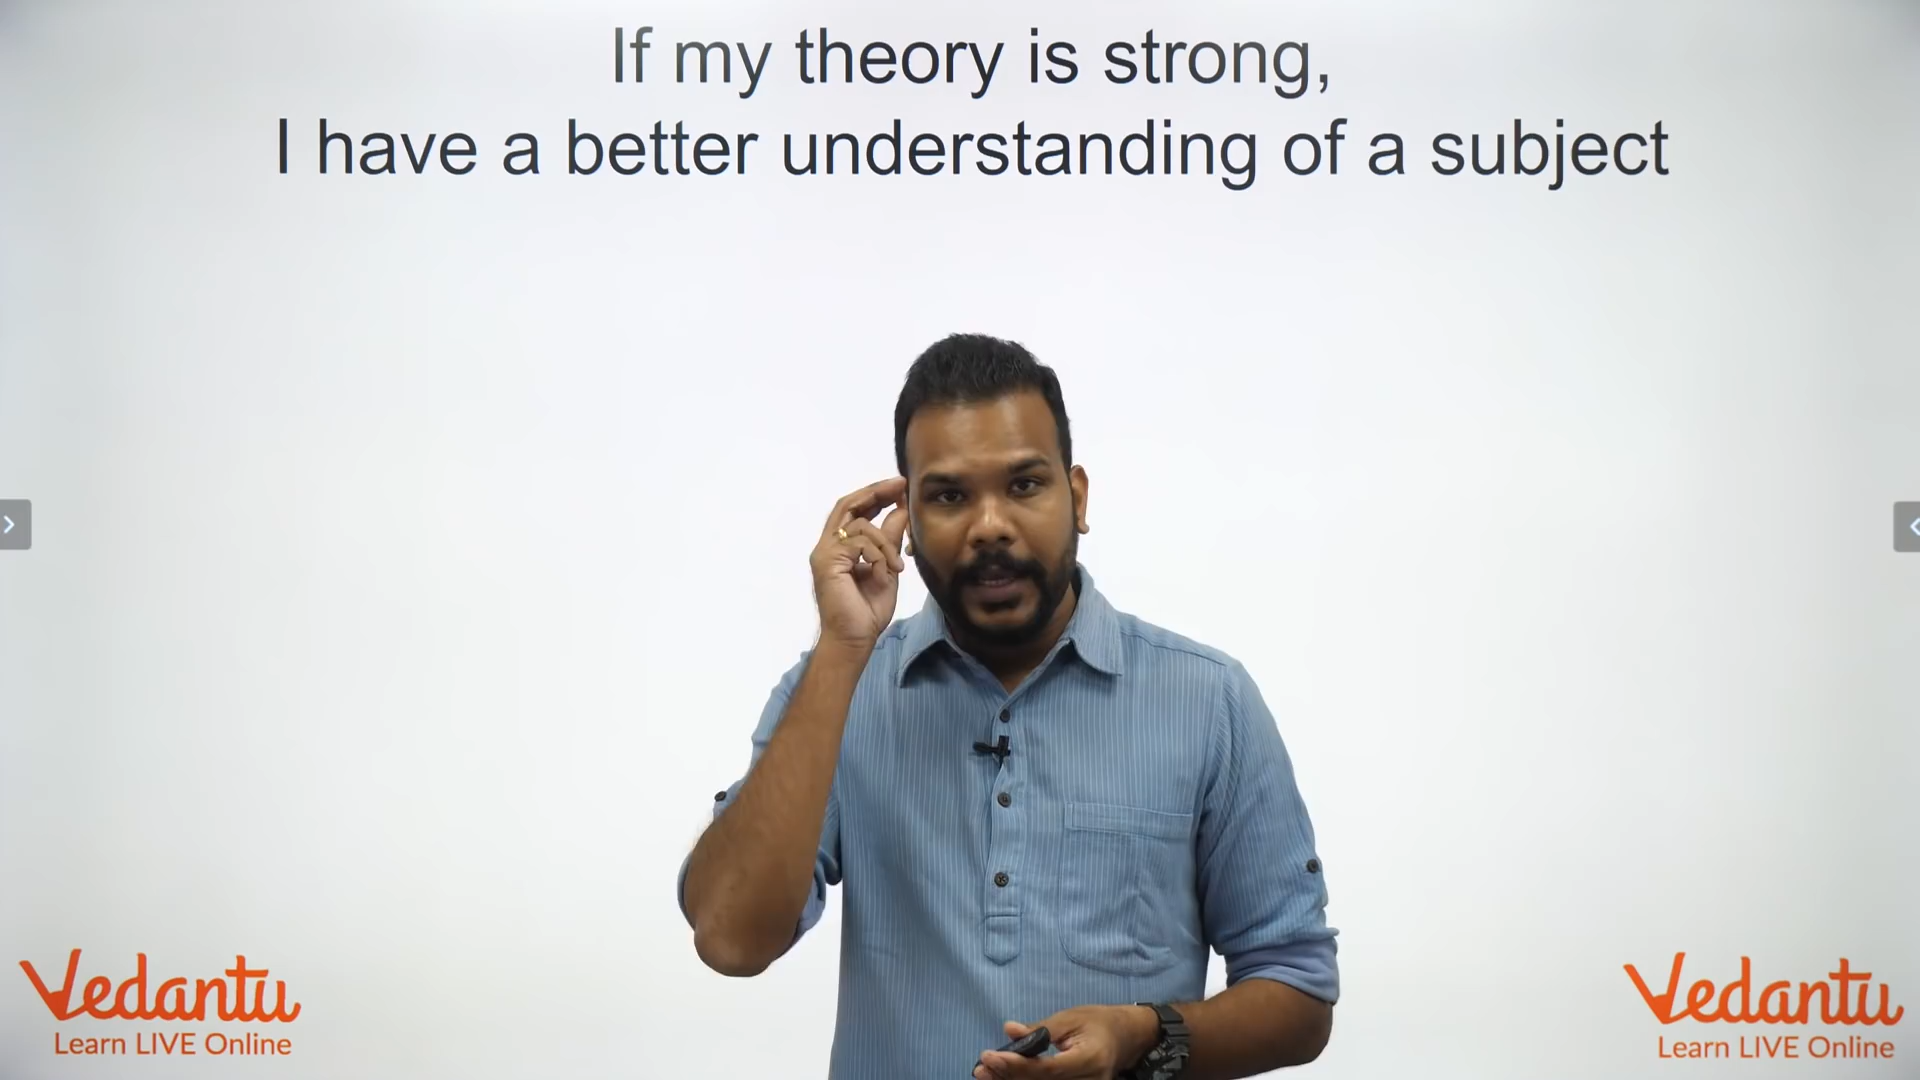 If my theory is strong,
I have a better understanding of a subject
Vedantu
Learn LIVE Online
Vedantu
Learn LIVE Online